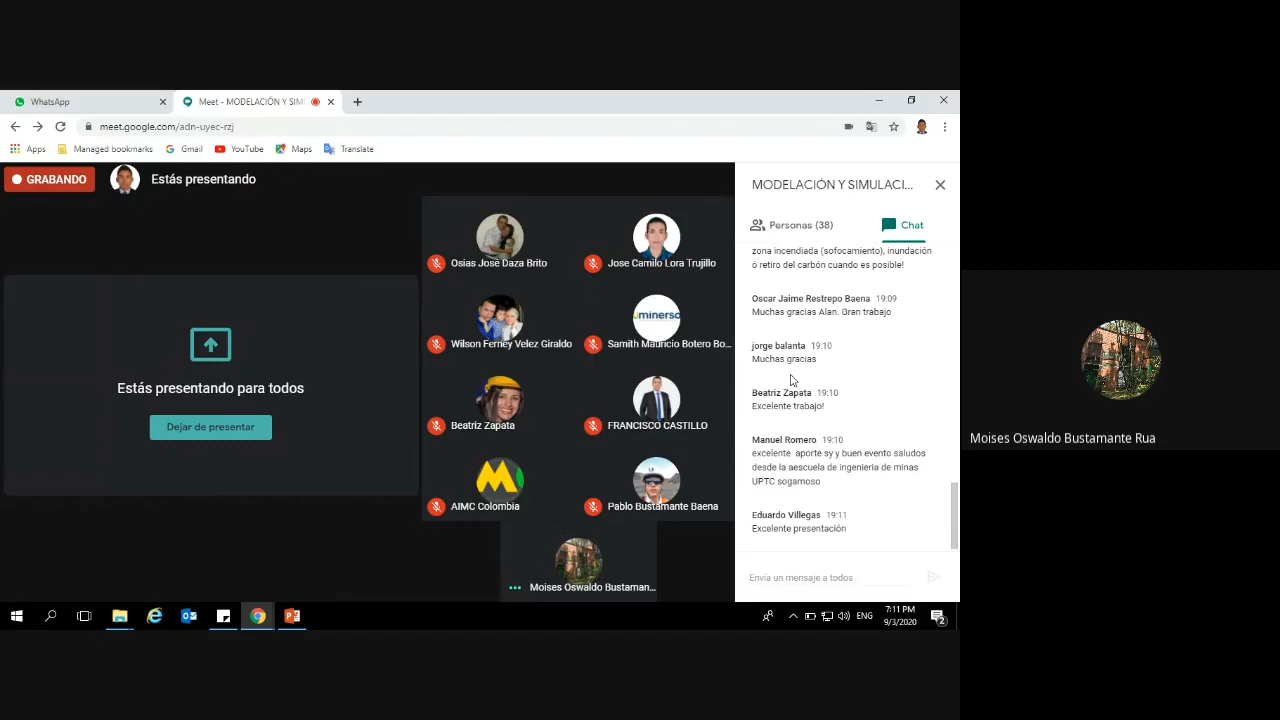 WhatsApp
Meet - MODELACIÓN Y SIM
meet.google.com/adn-uyec-rzj
Apps
Managed bookmarks
Gmail
YouTube
Maps
Translate
GRABANDO
Estás presentando
Estás presentando para todos
Dejar de presentar
Osias José Daza Brito
Jose Camilo Lora Trujillo
Wilson Ferney Velez Giraldo
uminerso
Samith Mauricio Botero Bo...
Beatriz Zapata
FRANCISCO CASTILLO
AIMC Colombia
Pablo Bustamante Baena
Moises Oswaldo Bustaman...
MODELACIÓN Y SIMULACI...
Personas (38)
Chat
zona incendiada (sofocamiento), inundación
ó retiro del carbón cuando es posible!
Oscar Jaime Restrepo Baena 19:09
Muchas gracias Alan. Gran trabajo
jorge balanta 19:10
Muchas gracias
Beatriz Zapata 19:10
Excelente trabajo!
Manuel Romero 19:10
excelente aporte sy y buen evento saludos
desde la aescuela de ingenieria de minas
UPTC sogamoso
Eduardo Villegas 19:11
Excelente presentación
Envía un mensaje a todos
ENG
7:11 PM
9/3/2020
2
Moises Oswaldo Bustamante Rua